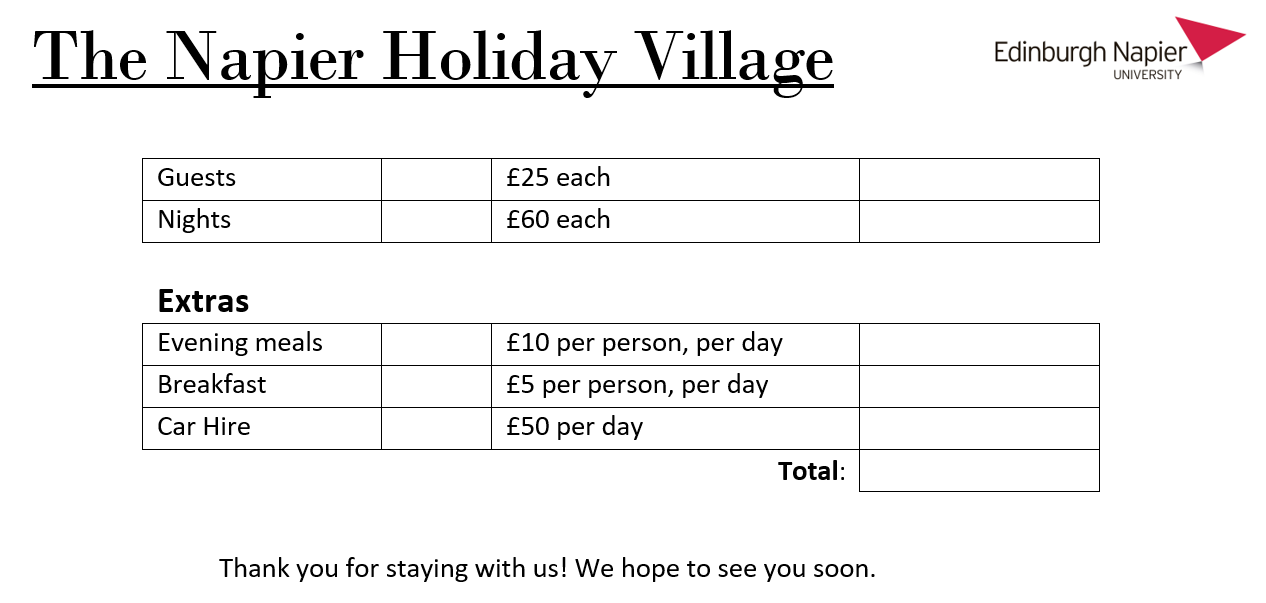 The Napier Holiday Village
Edinburgh Napier
UNIVERSITY
Guests £25 each
Nights £60 each
Extras
Evening meals £10 per person, per day
Breakfast £5 per person, per day
Car Hire £50 per day
Total:
Thank you for staying with us! We hope to see you soon.